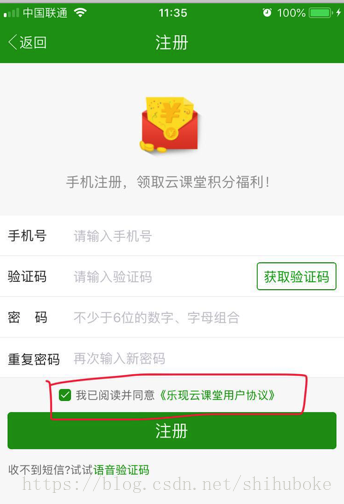 中国联通 11:35 100%
返回 注册
¥
手机注册，领取云课堂积分福利！
手机号 请输入手机号
验证码 请输入验证码 获取验证码
密 码 不少于6位的数字、字母组合
重复密码 再次输入新密码
我已阅读并同意《乐现云课堂用户协议》
注册
收不到短信?试试语音验证码
https://blog.csdn.net/shihuboke